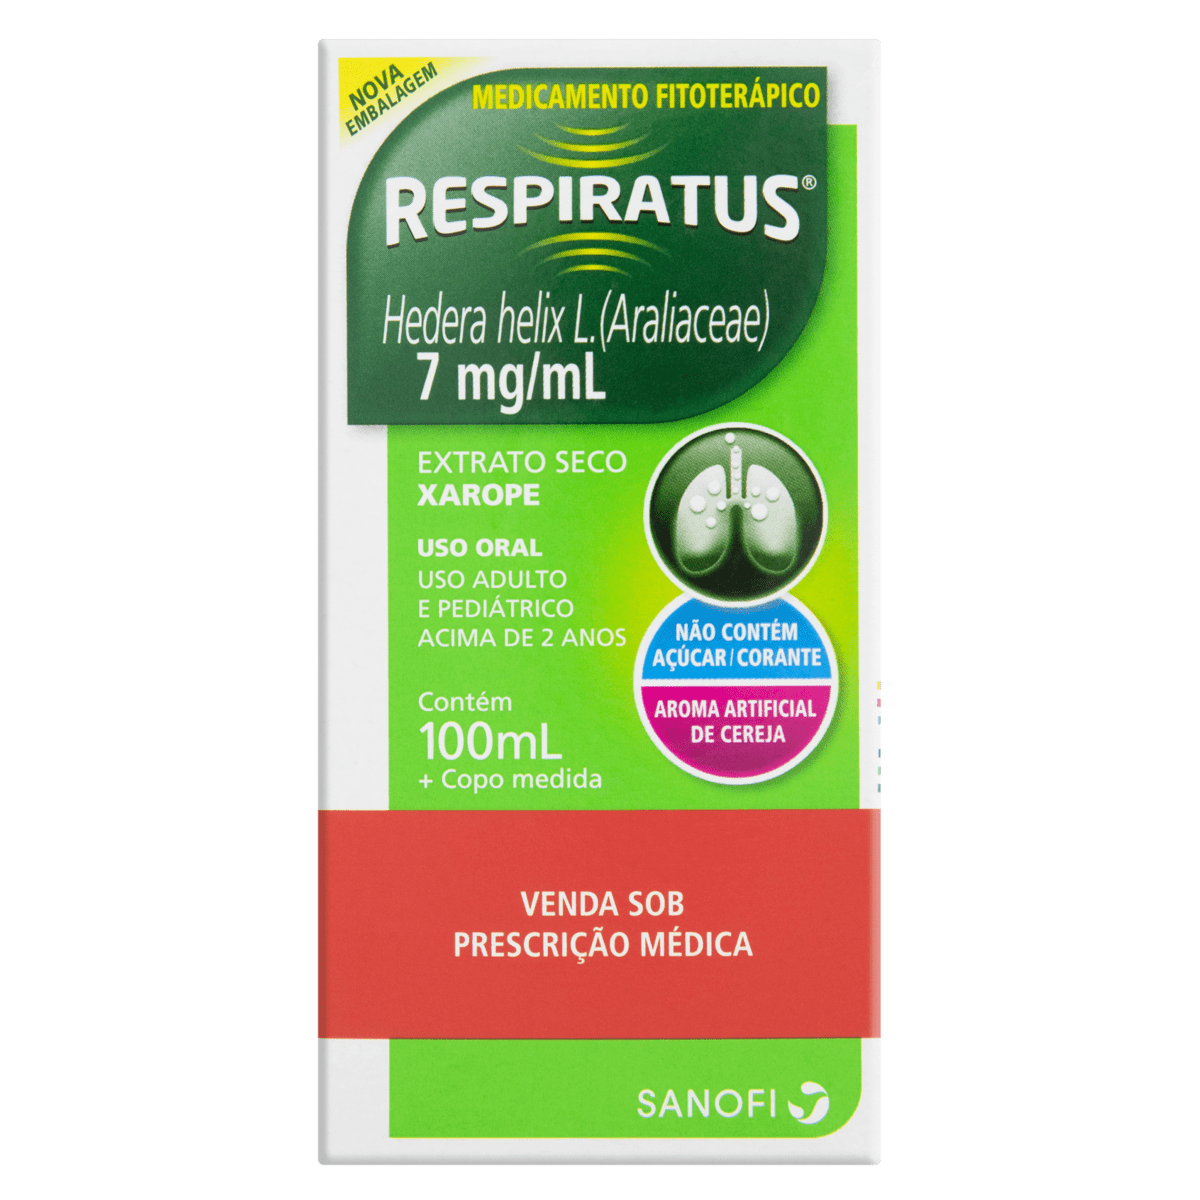 NOVA
EMBALAGEM
MEDICAMENTO FITOTERÁPICO
RESPIRATUS®
Hedera helix L.(Araliaceae)
7 mg/mL
EXTRATO SECO
XAROPE
USO ORAL
USO ADULTO
E PEDIÁTRICO
ACIMA DE 2 ANOS
NÃO CONTÉM
AÇÚCAR/CORANTE
AROMA ARTIFICIAL
DE CEREJA
Contém
100mL
+ Copo medida
VENDA SOB
PRESCRIÇÃO MÉDICA
SANOFI